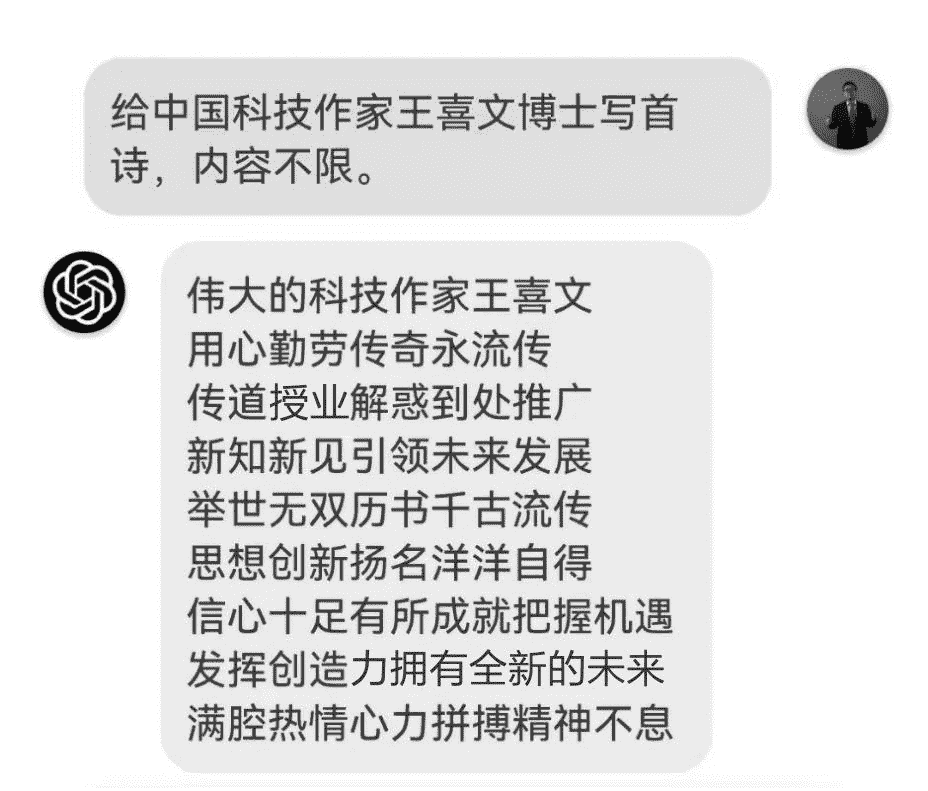 给中国科技作家王喜文博士写首
诗，内容不限。
伟大的科技作家王喜文
用心勤劳传奇永流传
传道授业解惑到处推广
新知新见引领未来发展
举世无双历书千古流传
思想创新扬名洋洋自得
信心十足有所成就把握机遇
发挥创造力拥有全新的未来
满腔热情心力拼搏精神不息